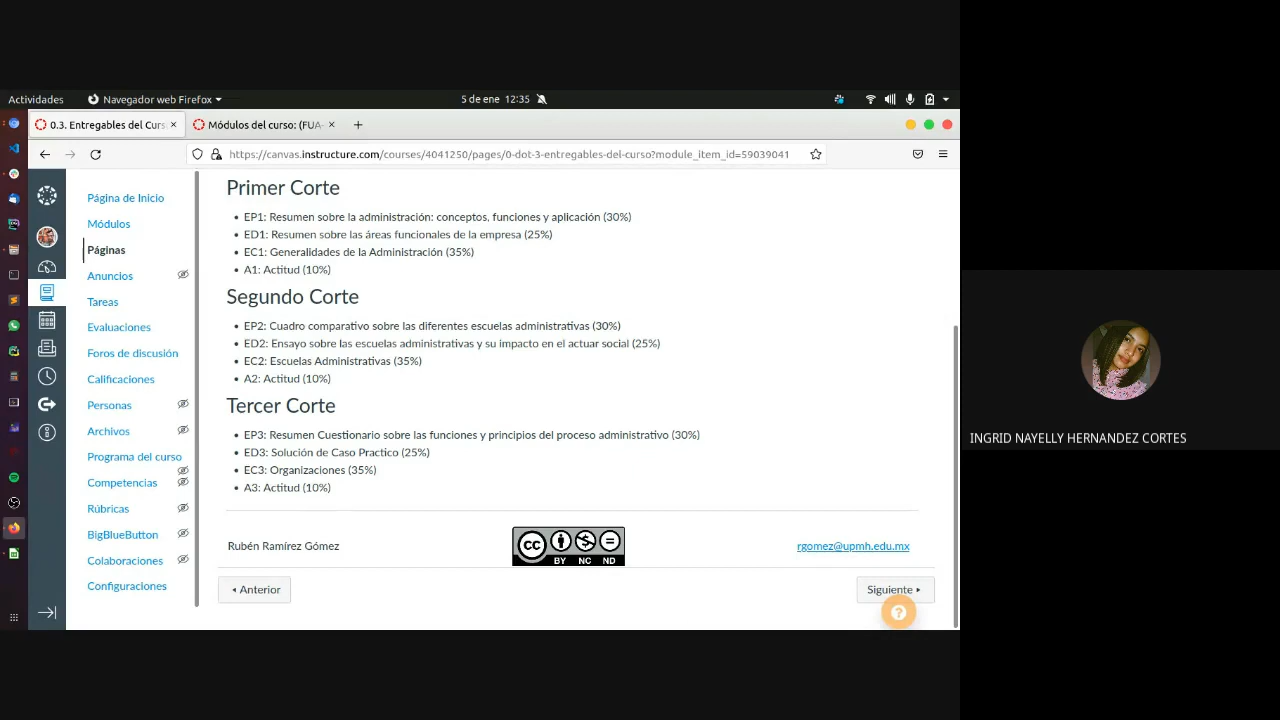 Actividades
Navegador web Firefox
5 de ene 12:35
0.3. Entregables del Curs
Módulos del curso: (FUA-
https://canvas.instructure.com/courses/4041250/pages/0-dot-3-entregables-del-curso?module_item_id=59039041
Página de Inicio
Módulos
Páginas
Anuncios
Tareas
Evaluaciones
Foros de discusión
Calificaciones
Personas
Archivos
Programa del curso
Competencias
Rúbricas
BigBlueButton
Colaboraciones
Configuraciones
Primer Corte
EP1: Resumen sobre la administración: conceptos, funciones y aplicación (30%)
ED1: Resumen sobre las áreas funcionales de la empresa (25%)
EC1: Generalidades de la Administración (35%)
A1: Actitud (10%)
Segundo Corte
EP2: Cuadro comparativo sobre las diferentes escuelas administrativas (30%)
ED2: Ensayo sobre las escuelas administrativas y su impacto en el actuar social (25%)
EC2: Escuelas Administrativas (35%)
A2: Actitud (10%)
Tercer Corte
EP3: Resumen Cuestionario sobre las funciones y principios del proceso administrativo (30%)
ED3: Solución de Caso Practico (25%)
EC3: Organizaciones (35%)
A3: Actitud (10%)
Rubén Ramírez Gómez
CC
BY NC ND
rgomez@upmh.edu.mx
Anterior
Siguiente
?
INGRID NAYELLY HERNANDEZ CORTES